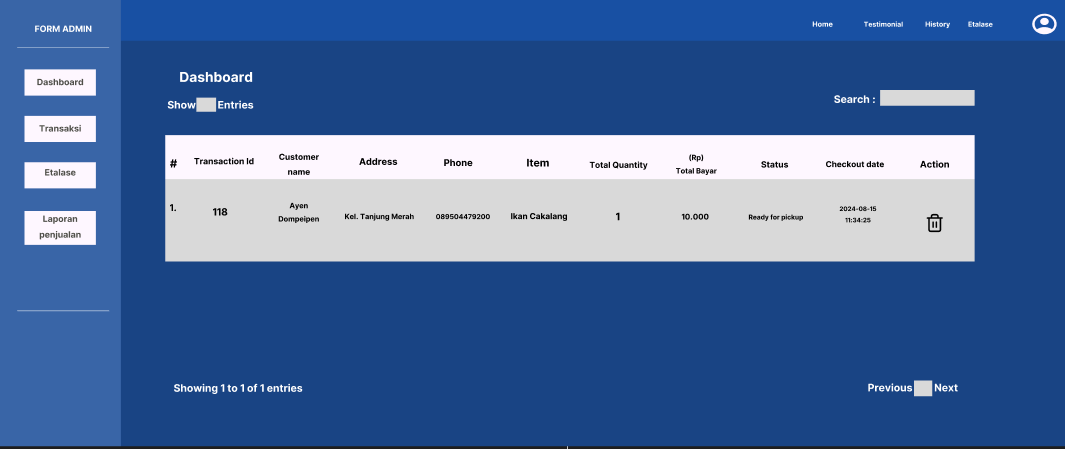 FORM ADMIN
Home Testimonial History Etalase
Dashboard
Transaksi
Etalase
Laporan
penjualan
Dashboard
Show Entries
Search :
# Transaction Id Customer name Address Phone Item Total Quantity (Rp) Total Bayar Status Checkout date Action
1. 118 Ayen Dompeipen Kel. Tanjung Merah 089504479200 Ikan Cakalang 1 10.000 Ready for pickup 2024-08-15 11:34:25
Showing 1 to 1 of 1 entries
Previous Next